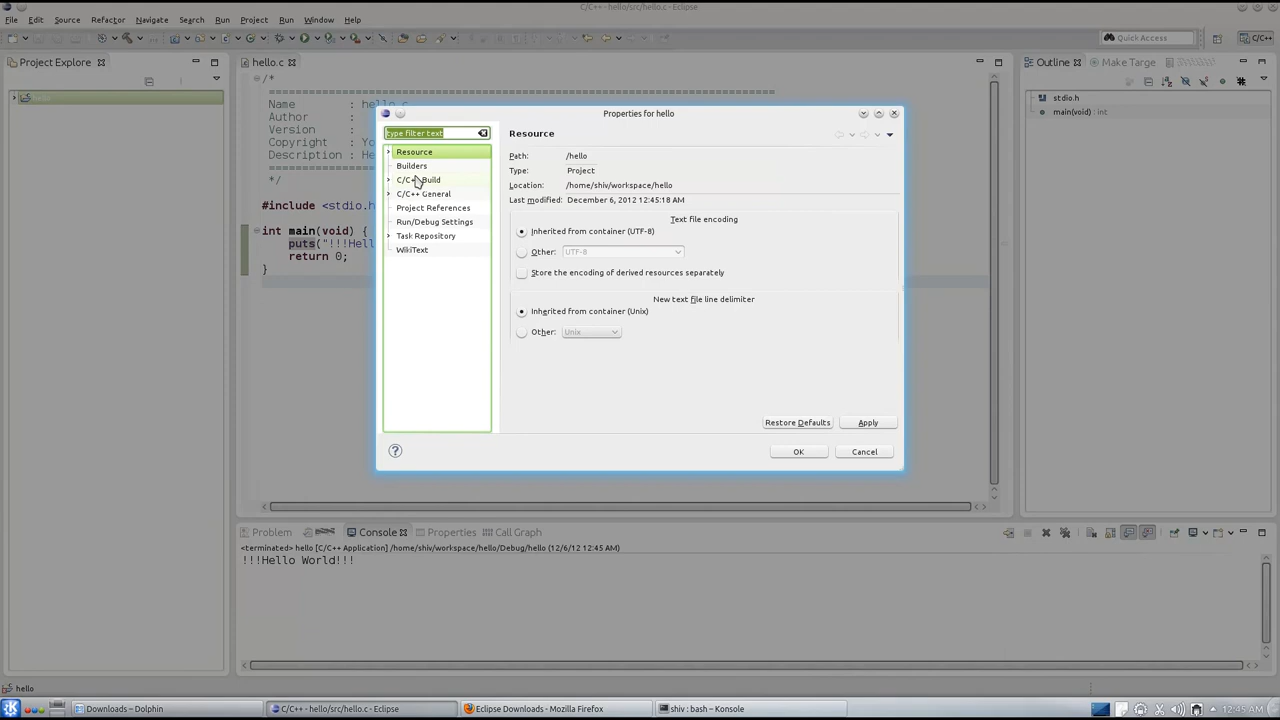 C/C++ - hello/src/hello.c - Eclipse
File Edit Source Refactor Navigate Search Run Project Run Window Help
Quick Access C/C++
Project Explore
hello
hello.c
/*
Name : hello.c
Author :
Version :
Copyright : Yo
Description : He
*/
#include <stdio.h
int main(void) {
puts("!!!Hell
return 0;
}
Outline Make Targe
stdio.h
main(void) : int
Properties for hello
type filter text
Resource
Builders
C/C++ Build
C/C++ General
Project References
Run/Debug Settings
Task Repository
WikiText
Resource
Path: /hello
Type: Project
Location: /home/shiv/workspace/hello
Last modified: December 6, 2012 12:45:18 AM
Text file encoding
Inherited from container (UTF-8)
Other: UTF-8
Store the encoding of derived resources separately
New text file line delimiter
Inherited from container (Unix)
Other: Unix
Restore Defaults Apply
OK Cancel
Problem Console Properties Call Graph
<terminated> hello [C/C++ Application] /home/shiv/workspace/hello/Debug/hello (12/6/12 12:45 AM)
!!!Hello World!!!
hello
Downloads – Dolphin C/C++ - hello/src/hello.c - Eclipse Eclipse Downloads - Mozilla Firefox shiv : bash – Konsole 12:45 AM